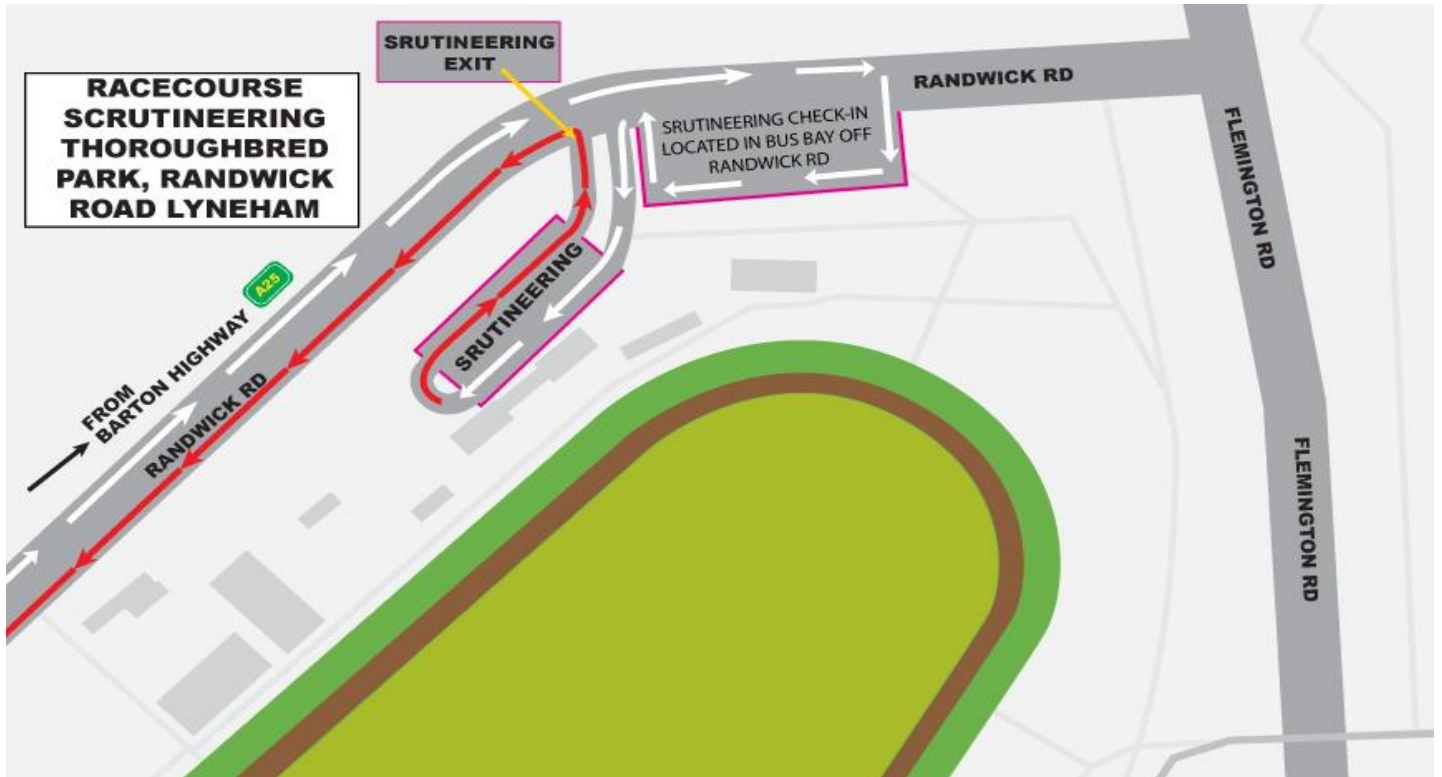 SRUTINEERING
EXIT
RACECOURSE
SCRUTINEERING
THOROUGHBRED
PARK, RANDWICK
ROAD LYNEHAM
RANDWICK RD
SRUTINEERING CHECK-IN
LOCATED IN BUS BAY OFF
RANDWICK RD
FLEMINGTON RD
SRUTINEERING
A25
FROM
BARTON HIGHWAY
RANDWICK RD
FLEMINGTON RD